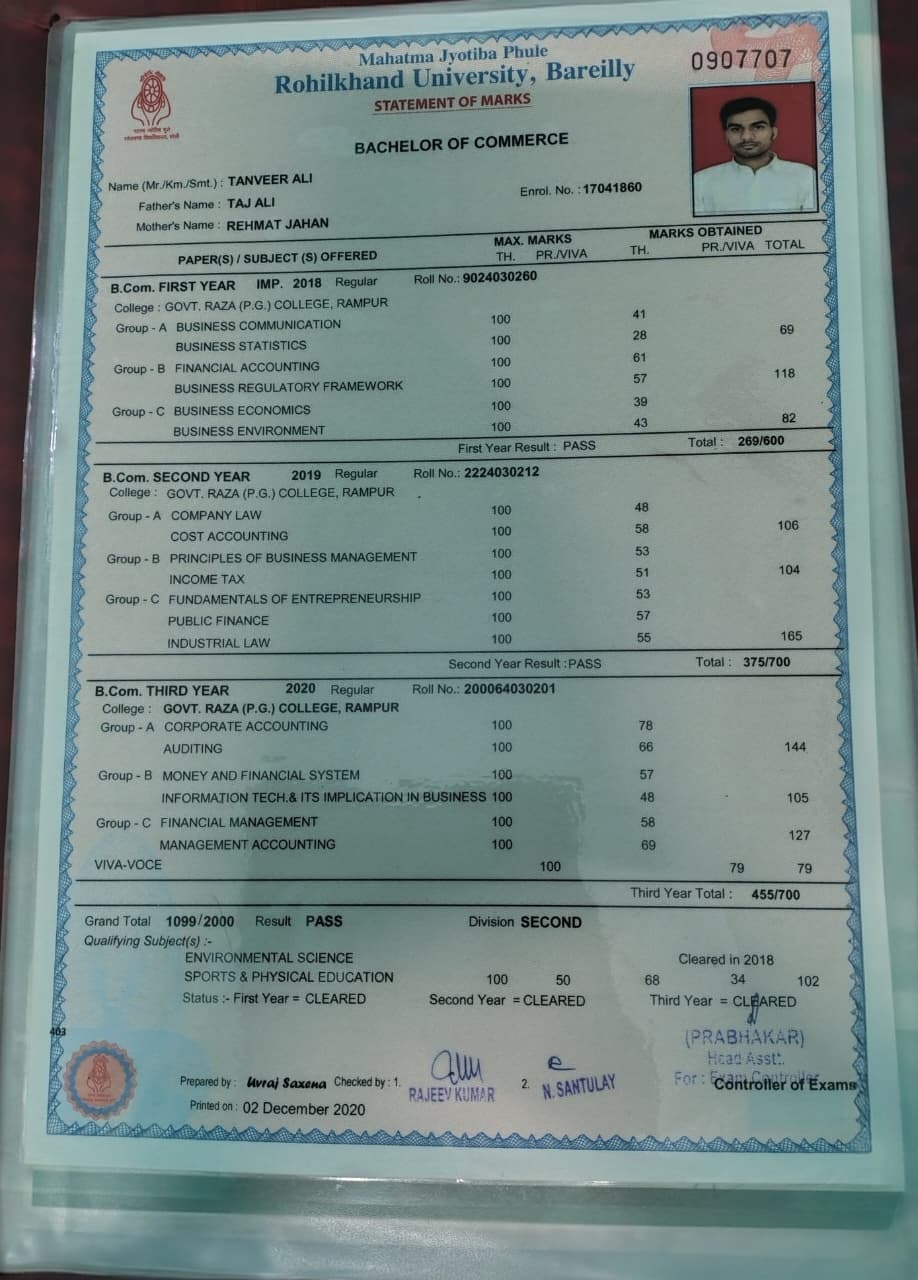 Mahatma Jyotiba Phule
Rohilkhand University, Bareilly
0907707
STATEMENT OF MARKS
BACHELOR OF COMMERCE
Name (Mr./Km./Smt.) : TANVEER ALI
Enrol. No. : 17041860
Father's Name : TAJ ALI
Mother's Name : REHMAT JAHAN
PAPER(S) / SUBJECT (S) OFFERED MAX. MARKS MARKS OBTAINED
TH. PR./VIVA TH. PR./VIVA TOTAL
B.Com. FIRST YEAR IMP. 2018 Regular Roll No.: 9024030260
College : GOVT. RAZA (P.G.) COLLEGE, RAMPUR
Group - A BUSINESS COMMUNICATION 100 41
BUSINESS STATISTICS 100 28 69
Group - B FINANCIAL ACCOUNTING 100 61
BUSINESS REGULATORY FRAMEWORK 100 57 118
Group - C BUSINESS ECONOMICS 100 39
BUSINESS ENVIRONMENT 100 43 82
First Year Result : PASS Total : 269/600
B.Com. SECOND YEAR 2019 Regular Roll No.: 2224030212
College : GOVT. RAZA (P.G.) COLLEGE, RAMPUR
Group - A COMPANY LAW 100 48
COST ACCOUNTING 100 58 106
Group - B PRINCIPLES OF BUSINESS MANAGEMENT 100 53
INCOME TAX 100 51 104
Group - C FUNDAMENTALS OF ENTREPRENEURSHIP 100 53
PUBLIC FINANCE 100 57
INDUSTRIAL LAW 100 55 165
Second Year Result :PASS Total : 375/700
B.Com. THIRD YEAR 2020 Regular Roll No.: 200064030201
College : GOVT. RAZA (P.G.) COLLEGE, RAMPUR
Group - A CORPORATE ACCOUNTING 100 78
AUDITING 100 66 144
Group - B MONEY AND FINANCIAL SYSTEM 100 57
INFORMATION TECH.& ITS IMPLICATION IN BUSINESS 100 48 105
Group - C FINANCIAL MANAGEMENT 100 58
MANAGEMENT ACCOUNTING 100 69 127
VIVA-VOCE 100 79 79
Third Year Total : 455/700
Grand Total 1099/2000 Result PASS Division SECOND
Qualifying Subject(s) :-
ENVIRONMENTAL SCIENCE Cleared in 2018
SPORTS & PHYSICAL EDUCATION 100 50 68 34 102
Status :- First Year = CLEARED Second Year = CLEARED Third Year = CLEARED
403
(PRABHAKAR)
Head Asstt.
For : Exam Controller
Prepared by : Uvraj Saxena Checked by : 1. RAJEEV KUMAR 2. N. SANTULAY Controller of Exams
Printed on : 02 December 2020